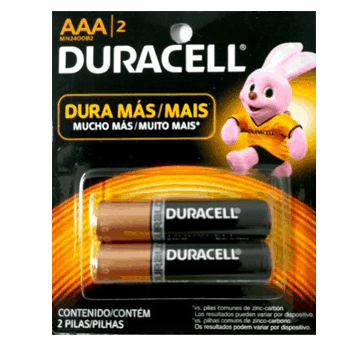 AAA|2
MN2400B2
DURACELL®
DURA MÁS/MAIS
MUCHO MÁS/MUITO MAIS*
DURACELL
DURACELL
CONTENIDO/CONTÉM
2 PILAS/PILHAS
*vs. pilas comunes de zinc-carbón.
Los resultados pueden variar por dispositivo.
*vs. pilhas comuns de zinco-carbono.
Os resultados podem variar por dispositivo.